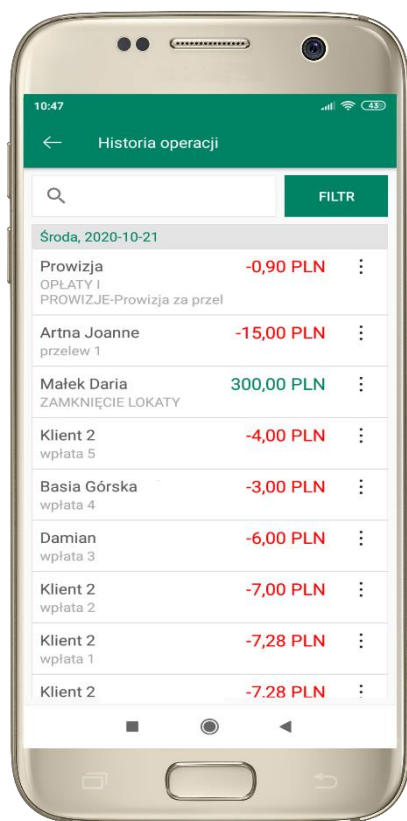 10:47
43
Historia operacji
FILTR
Środa, 2020-10-21
Prowizja -0,90 PLN
OPŁATY I
PROWIZJE-Prowizja za przel
Artna Joanne -15,00 PLN
przelew 1
Małek Daria 300,00 PLN
ZAMKNIĘCIE LOKATY
Klient 2 -4,00 PLN
wpłata 5
Basia Górska -3,00 PLN
wpłata 4
Damian -6,00 PLN
wpłata 3
Klient 2 -7,00 PLN
wpłata 2
Klient 2 -7,28 PLN
wpłata 1
Klient 2 -7.28 PLN